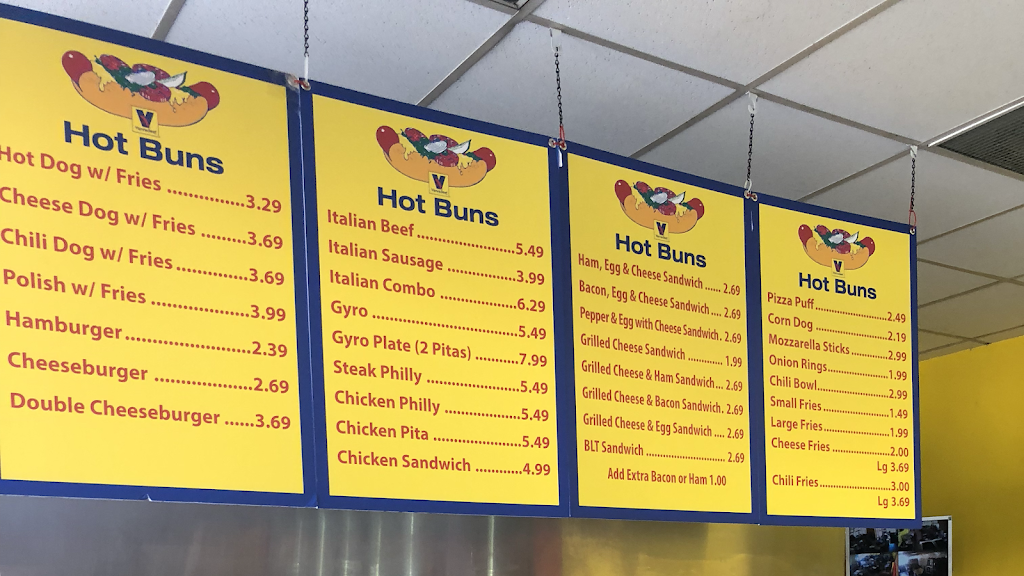 V
Hot Buns
Hot Dog w/ Fries ..................3.29
Cheese Dog w/ Fries ........3.69
Chili Dog w/ Fries ................3.69
Polish w/ Fries .....................3.99
Hamburger.........................2.39
Cheeseburger ...................2.69
Double Cheeseburger ......3.69
V
Hot Buns
Italian Beef......................5.49
Italian Sausage ...............3.99
Italian Combo .................6.29
Gyro .................................5.49
Gyro Plate (2 Pitas) ..........7.99
Steak Philly .....................5.49
Chicken Philly .................5.49
Chicken Pita ....................5.49
Chicken Sandwich ...........4.99
V
Hot Buns
Ham, Egg & Cheese Sandwich ...... 2.69
Bacon, Egg & Cheese Sandwich .... 2.69
Pepper & Egg with Cheese Sandwich. 2.69
Grilled Cheese Sandwich ............ 1.99
Grilled Cheese & Ham Sandwich... 2.69
Grilled Cheese & Bacon Sandwich. 2.69
Grilled Cheese & Egg Sandwich .... 2.69
BLT Sandwich ........................... 2.69
Add Extra Bacon or Ham 1.00
V
Hot Buns
Pizza Puff........................2.49
Corn Dog ........................2.19
Mozzarella Sticks............2.99
Onion Rings....................1.99
Chili Bowl.......................2.99
Small Fries......................1.49
Large Fries......................1.99
Cheese Fries...................2.00
Lg 3.69
Chili Fries........................3.00
Lg 3.69